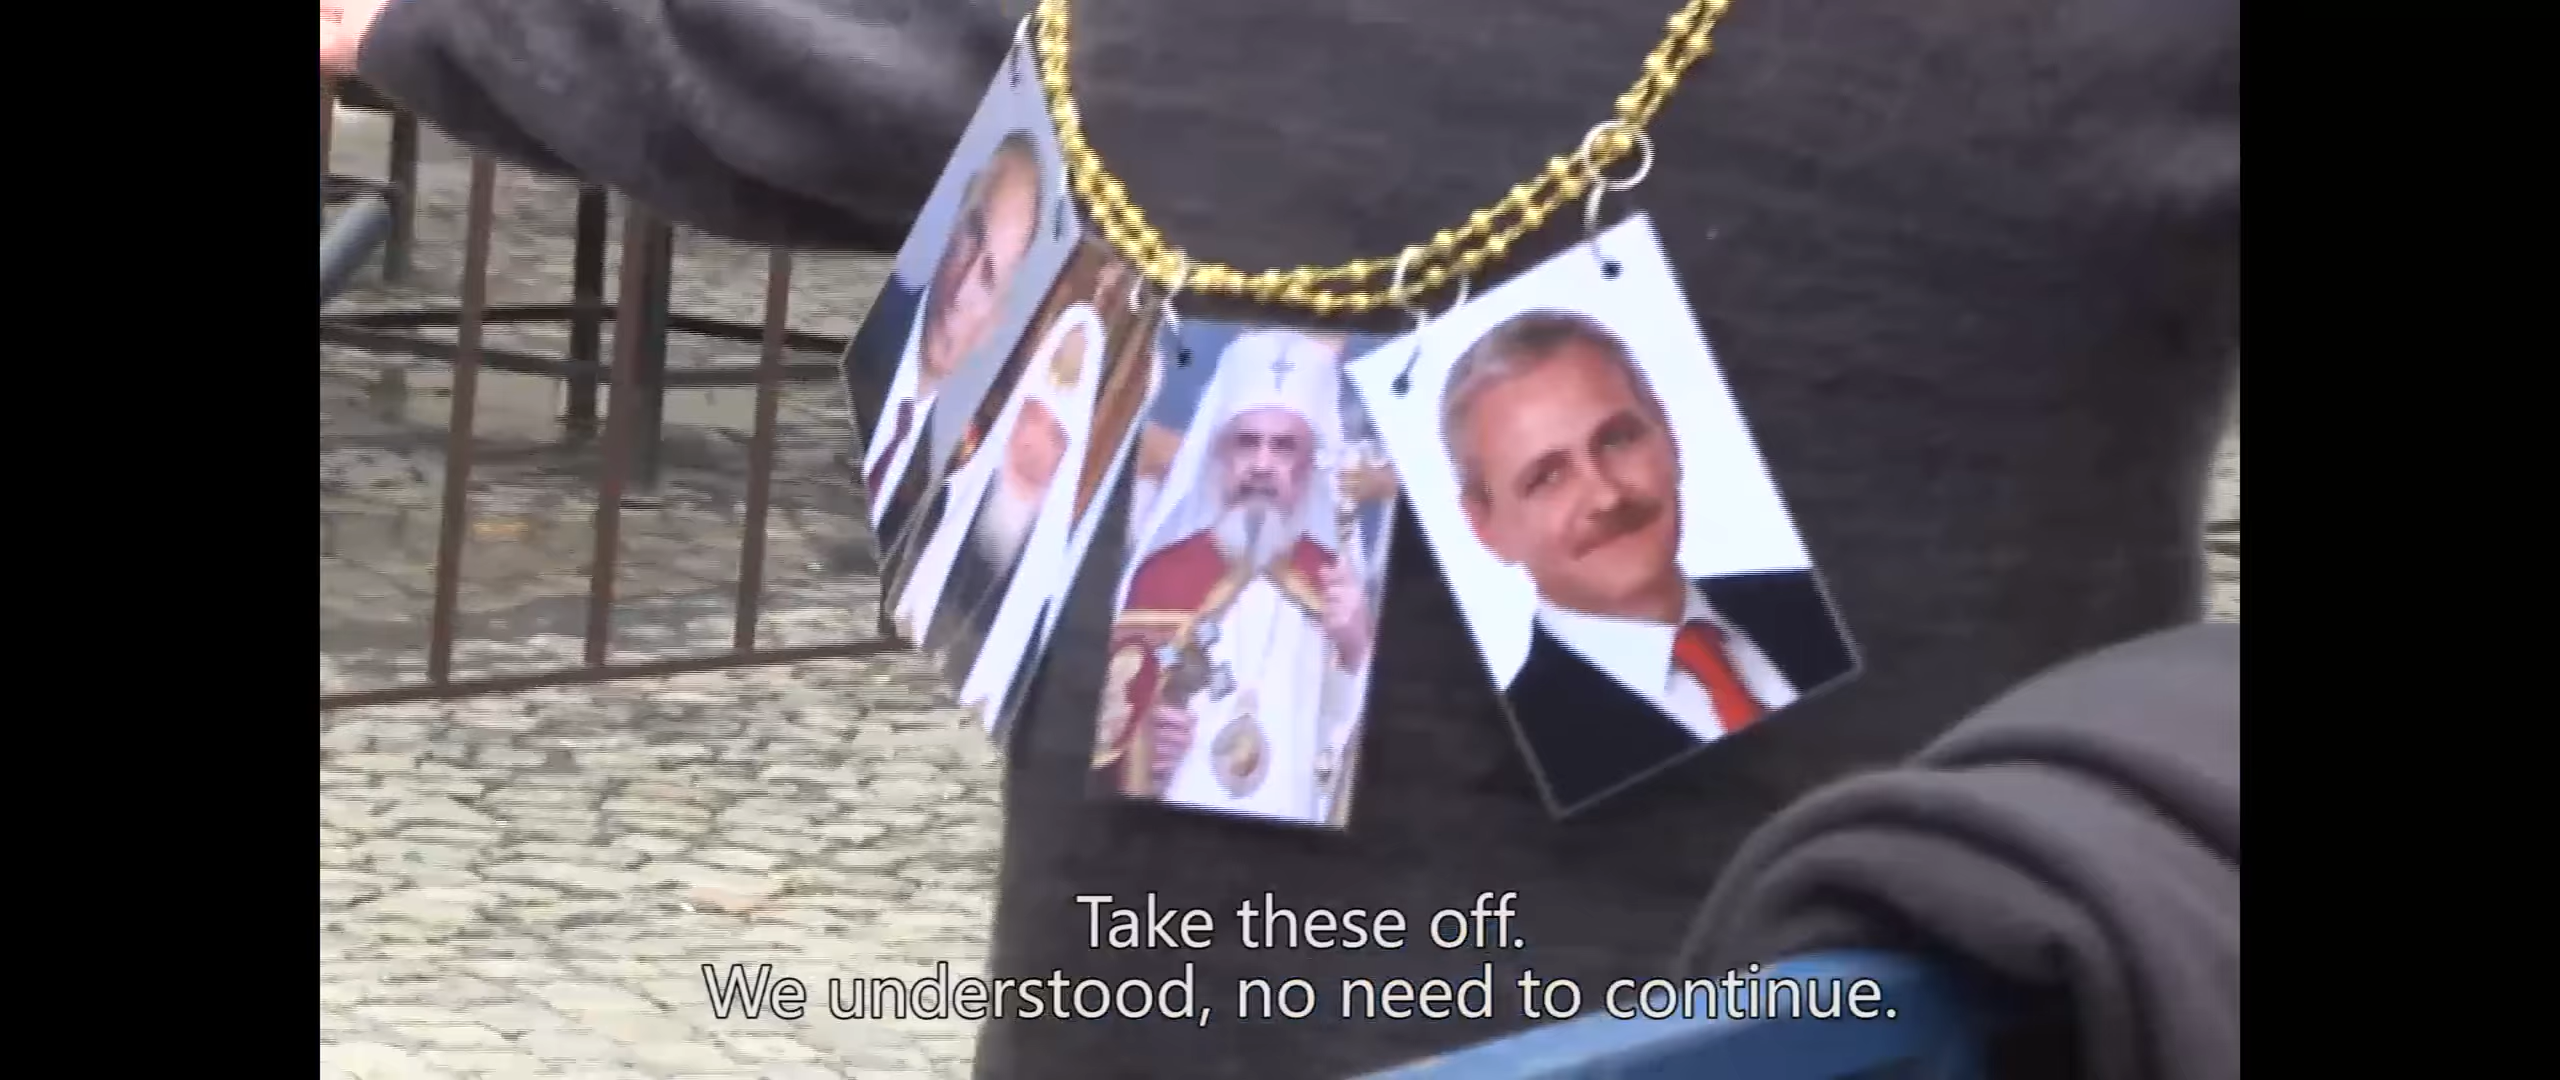 Take these off.
We understood, no need to continue.